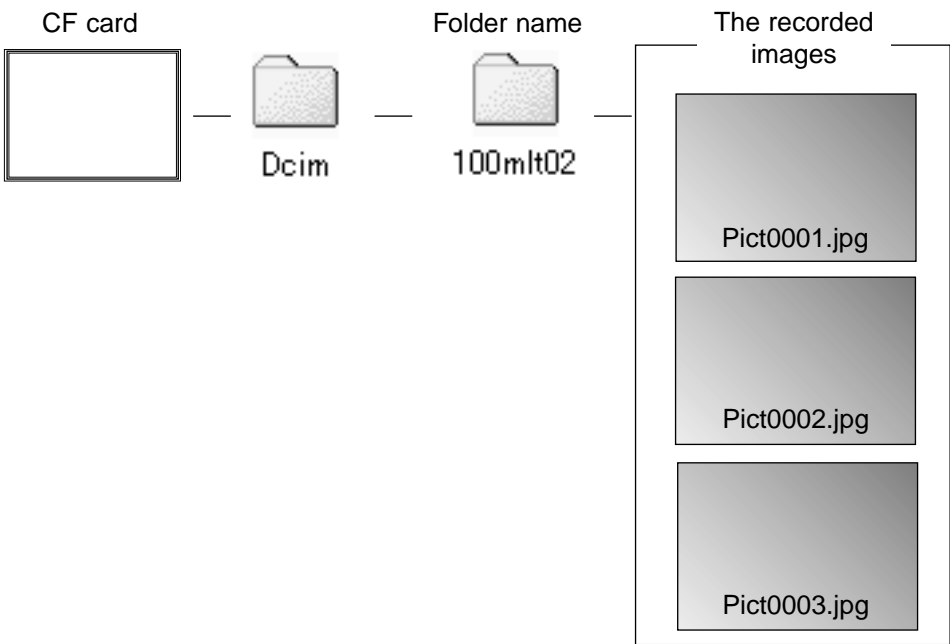 CF card
Folder name
The recorded
images
Dcim
100mlt02
Pict0001.jpg
Pict0002.jpg
Pict0003.jpg